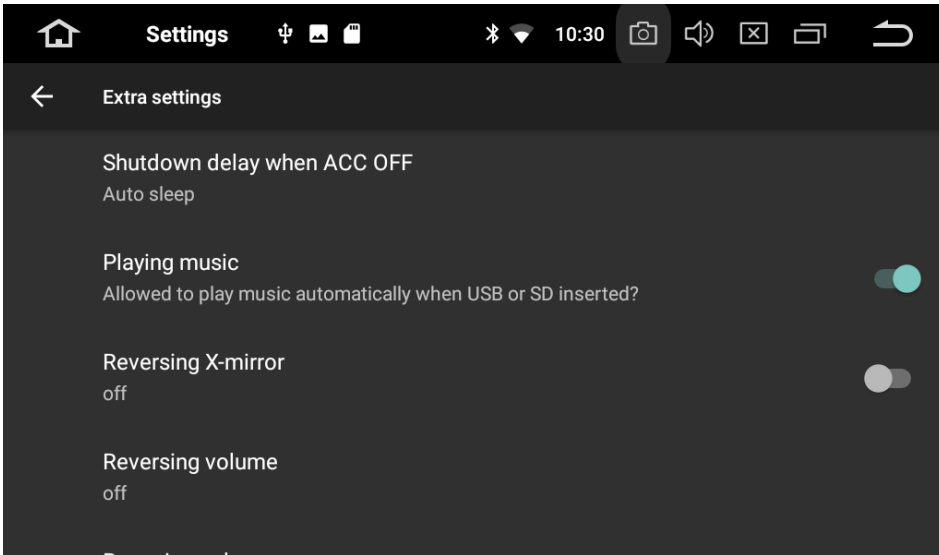 Settings
10:30
Extra settings
Shutdown delay when ACC OFF
Auto sleep
Playing music
Allowed to play music automatically when USB or SD inserted?
Reversing X-mirror
off
Reversing volume
off